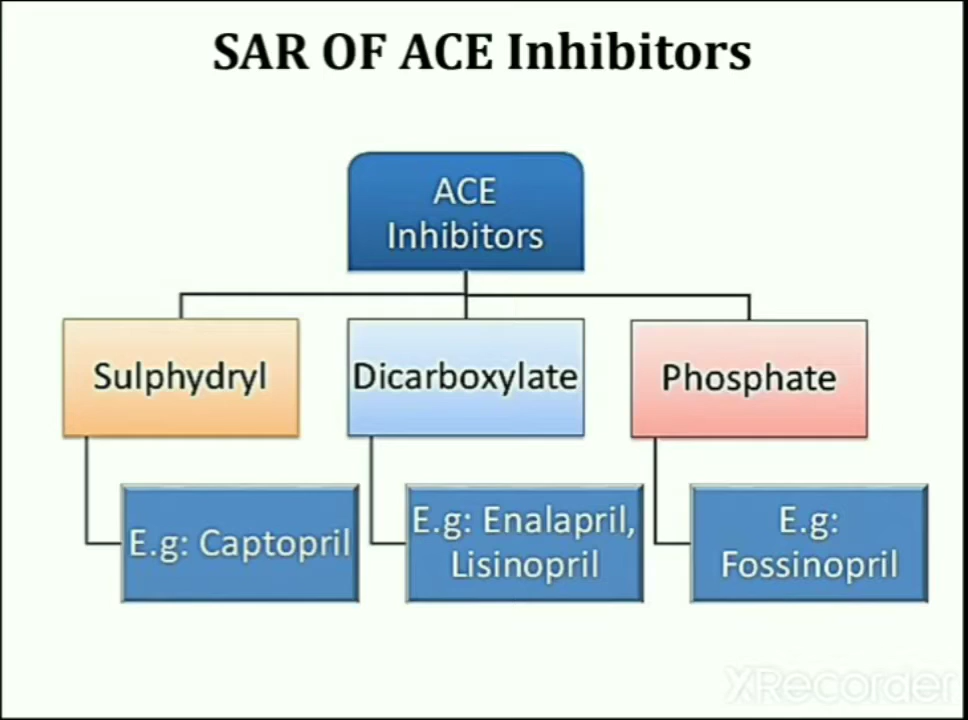 SAR OF ACE Inhibitors
ACE
Inhibitors
Sulphydryl
Dicarboxylate
Phosphate
E.g: Captopril
E.g: Enalapril,
Lisinopril
E.g:
Fossinopril
XRecorder